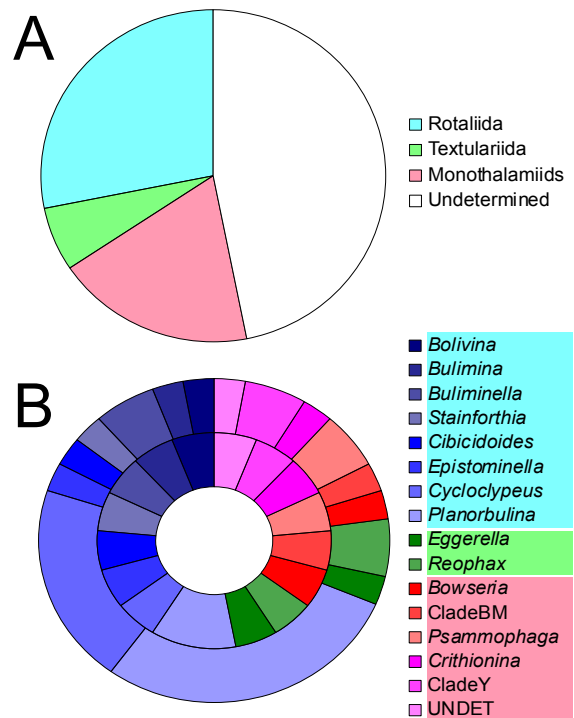 A
Rotaliida
Textulariida
Monothalamiids
Undetermined
B
Bolivina
Bulimina
Buliminella
Stainforthia
Cibicidoides
Epistominella
Cycloclypeus
Planorbulina
Eggerella
Reophax
Bowseria
CladeBM
Psammophaga
Crithionina
CladeY
UNDET